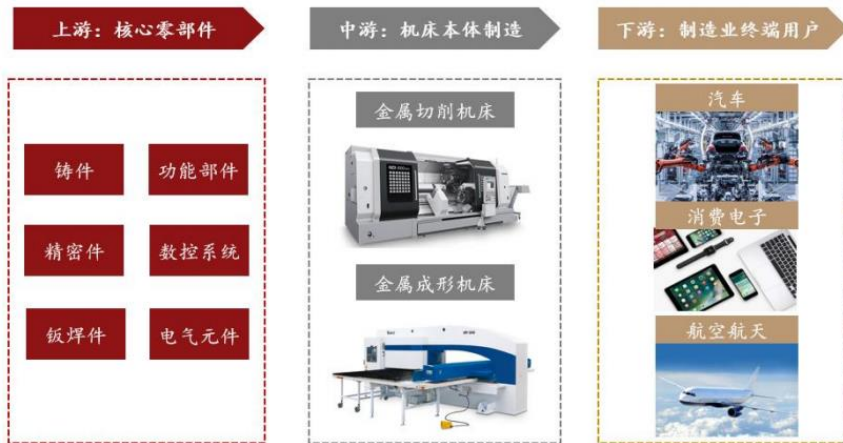 上游：核心零部件
中游：机床本体制造
下游：制造业终端用户
铸件
功能部件
精密件
数控系统
钣焊件
电气元件
金属切削机床
金属成形机床
汽车
消费电子
航空航天